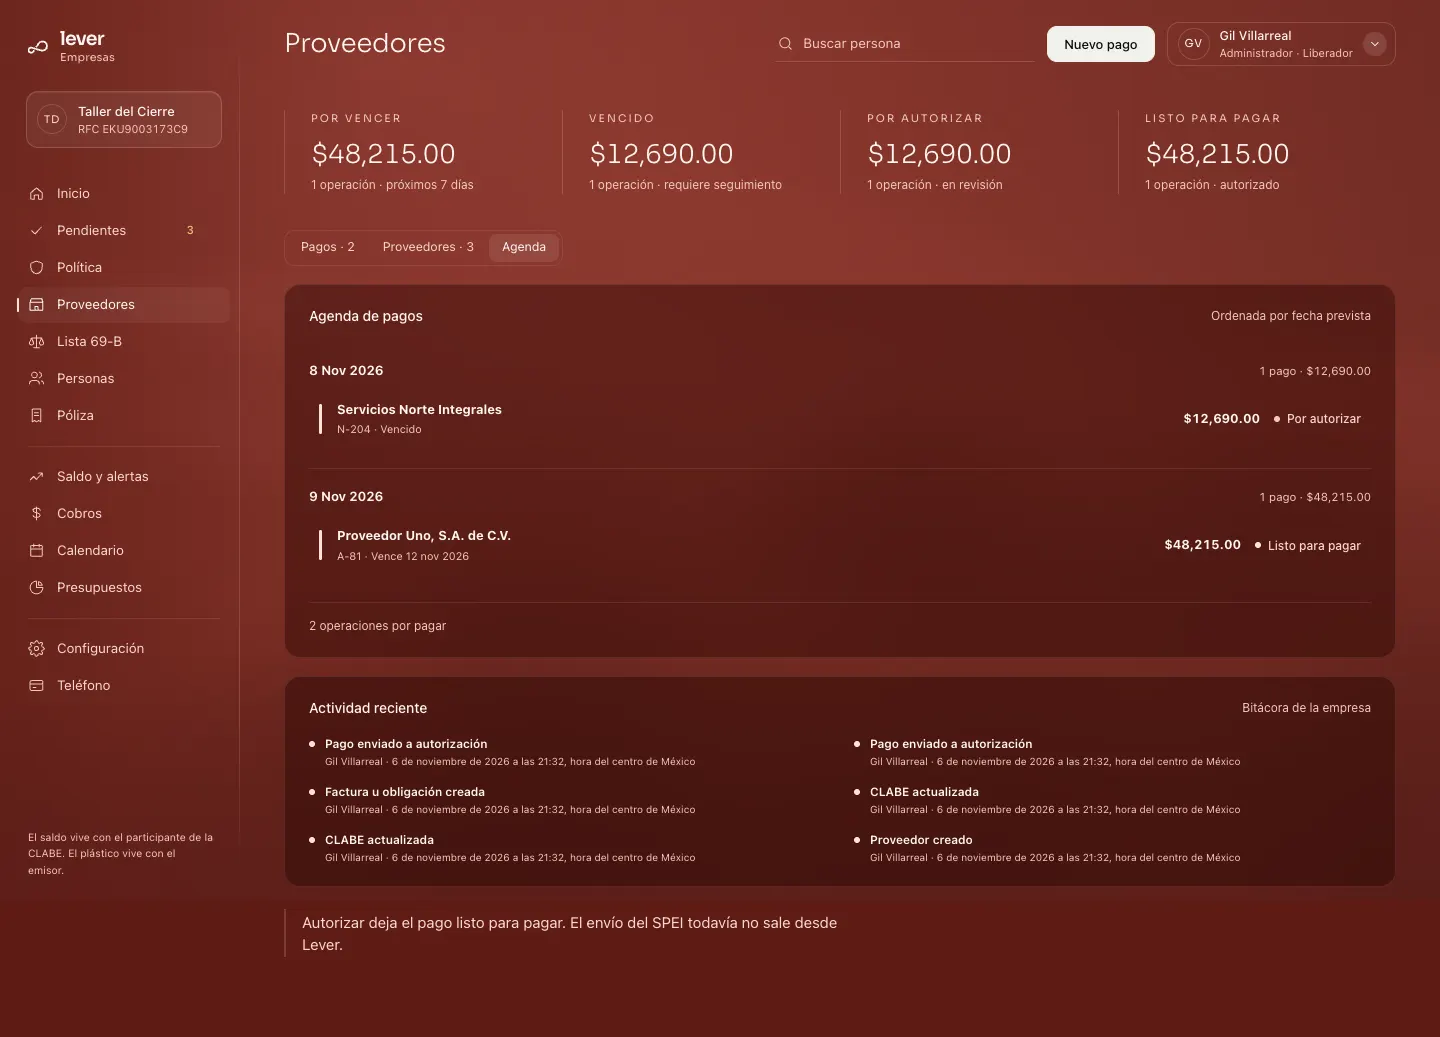 lever
Empresas
TD
Taller del Cierre
RFC EKU9003173C9
Inicio
Pendientes 3
Política
Proveedores
Lista 69-B
Personas
Póliza
Saldo y alertas
Cobros
Calendario
Presupuestos
Configuración
Teléfono
El saldo vive con el participante de la
CLABE. El plástico vive con el
emisor.
Proveedores
Buscar persona
Nuevo pago
GV
Gil Villarreal
Administrador · Liberador
POR VENCER
$48,215.00
1 operación · próximos 7 días
VENCIDO
$12,690.00
1 operación · requiere seguimiento
POR AUTORIZAR
$12,690.00
1 operación · en revisión
LISTO PARA PAGAR
$48,215.00
1 operación · autorizado
Pagos · 2 Proveedores · 3 Agenda
Agenda de pagos Ordenada por fecha prevista
8 Nov 2026 1 pago · $12,690.00
Servicios Norte Integrales
N-204 · Vencido
$12,690.00 Por autorizar
9 Nov 2026 1 pago · $48,215.00
Proveedor Uno, S.A. de C.V.
A-81 · Vence 12 nov 2026
$48,215.00 Listo para pagar
2 operaciones por pagar
Actividad reciente Bitácora de la empresa
Pago enviado a autorización
Gil Villarreal · 6 de noviembre de 2026 a las 21:32, hora del centro de México
Pago enviado a autorización
Gil Villarreal · 6 de noviembre de 2026 a las 21:32, hora del centro de México
Factura u obligación creada
Gil Villarreal · 6 de noviembre de 2026 a las 21:32, hora del centro de México
CLABE actualizada
Gil Villarreal · 6 de noviembre de 2026 a las 21:32, hora del centro de México
CLABE actualizada
Gil Villarreal · 6 de noviembre de 2026 a las 21:32, hora del centro de México
Proveedor creado
Gil Villarreal · 6 de noviembre de 2026 a las 21:32, hora del centro de México
Autorizar deja el pago listo para pagar. El envío del SPEI todavía no sale desde
Lever.